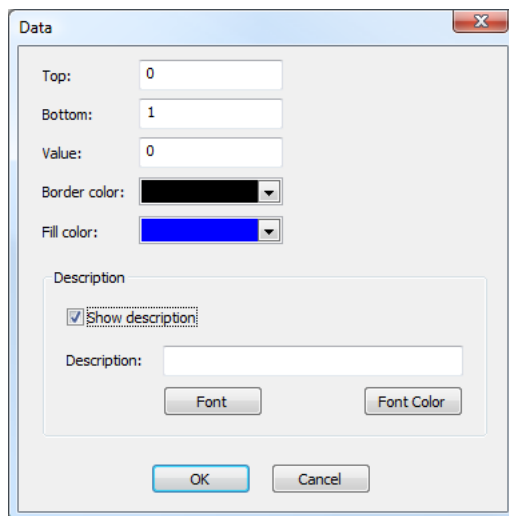 Data
Top: 0
Bottom: 1
Value: 0
Border color:
Fill color:
Description
Show description
Description:
Font Font Color
OK Cancel